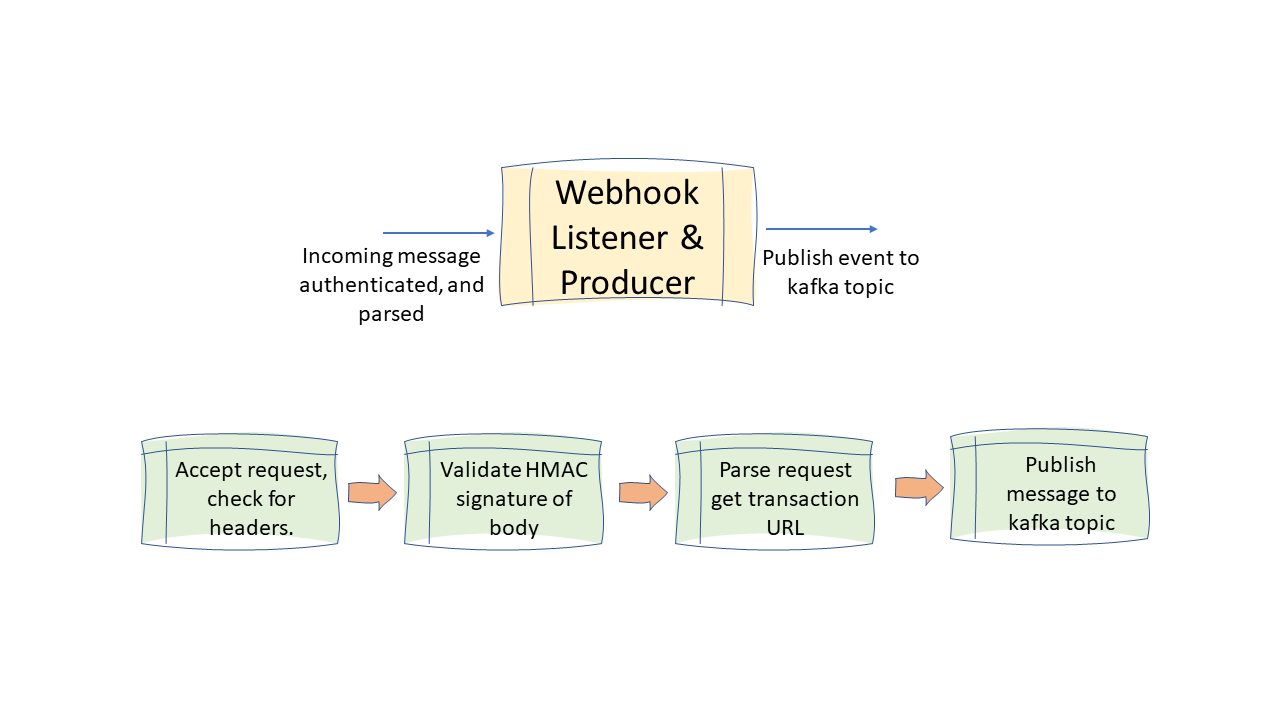 Webhook
Listener &
Producer
Incoming message
authenticated, and
parsed
Publish event to
kafka topic
Accept request,
check for
headers.
Validate HMAC
signature of
body
Parse request
get transaction
URL
Publish
message to
kafka topic